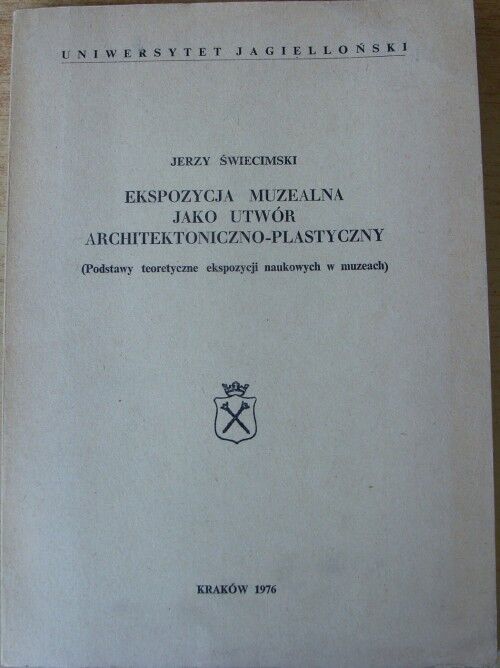 UNIWERSYTET JAGIELLOŃSKI
JERZY ŚWIECIMSKI
EKSPOZYCJA MUZEALNA
JAKO UTWÓR
ARCHITEKTONICZNO-PLASTYCZNY
(Podstawy teoretyczne ekspozycji naukowych w muzeach)
KRAKÓW 1976